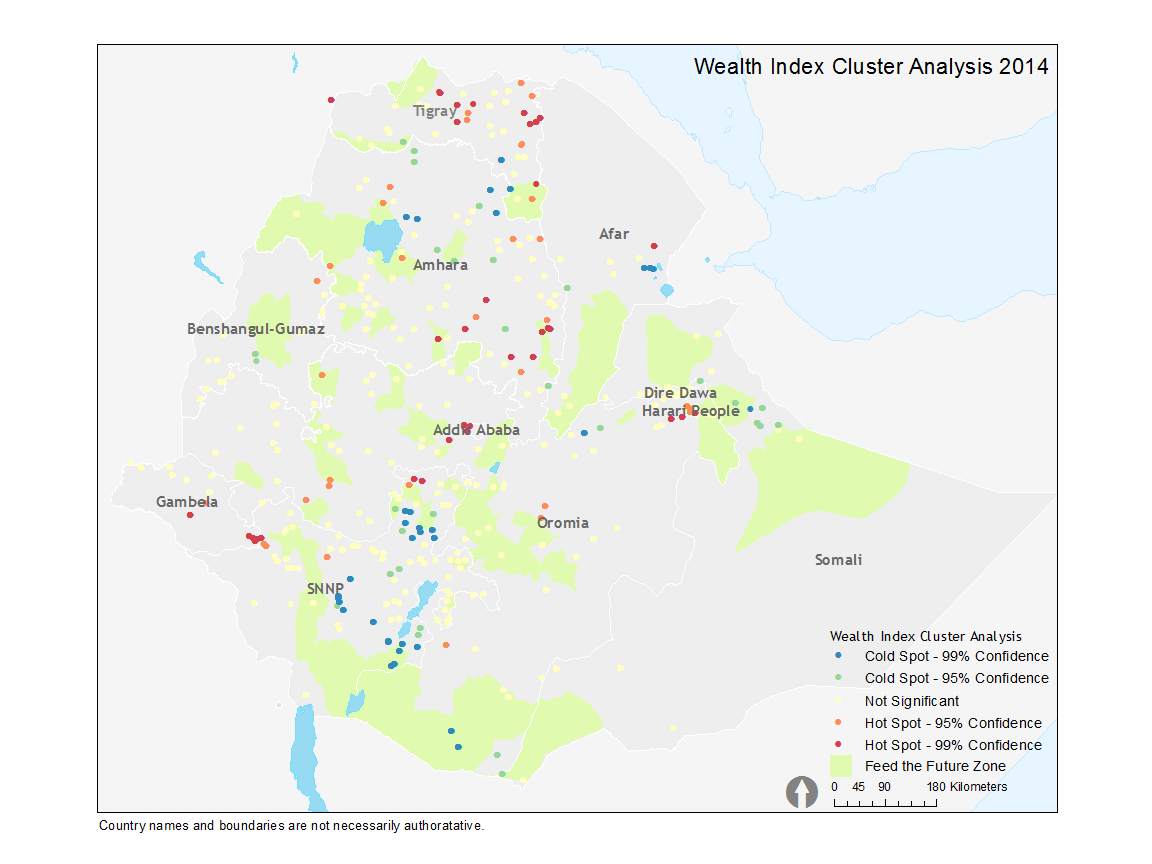 Wealth Index Cluster Analysis 2014
Tigray
Afar
Amhara
Benshangul-Gumaz
Dire Dawa
Harari People
Addis Ababa
Gambela
Oromia
Somali
SNNP
Wealth Index Cluster Analysis
Cold Spot - 99% Confidence
Cold Spot - 95% Confidence
Not Significant
Hot Spot - 95% Confidence
Hot Spot - 99% Confidence
Feed the Future Zone
0 45 90 180 Kilometers
Country names and boundaries are not necessarily authoratative.